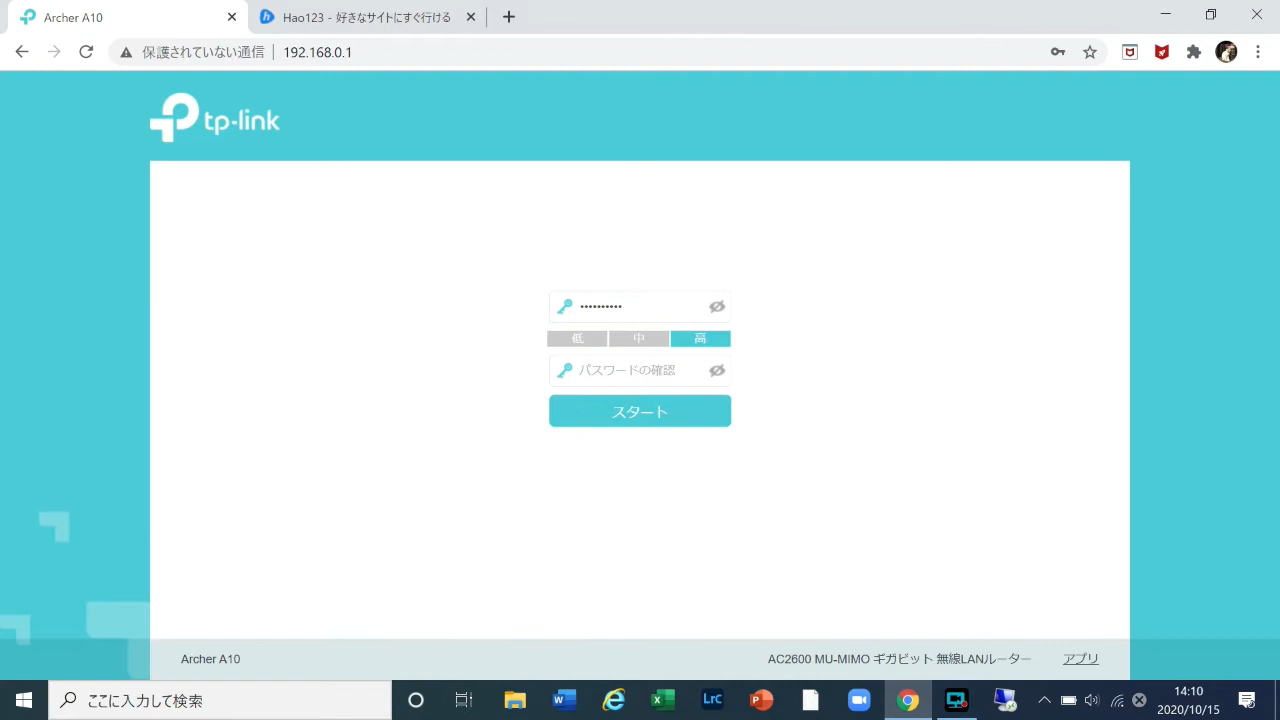 Archer A10
Hao123 - 好きなサイトにすぐ行ける
保護されていない通信 192.168.0.1
tp-link
••••••••••
低 中 高
パスワードの確認
スタート
Archer A10
AC2600 MU-MIMO ギガビット 無線LANルーター
アプリ
ここに入力して検索
Lrc
14:10
2020/10/15